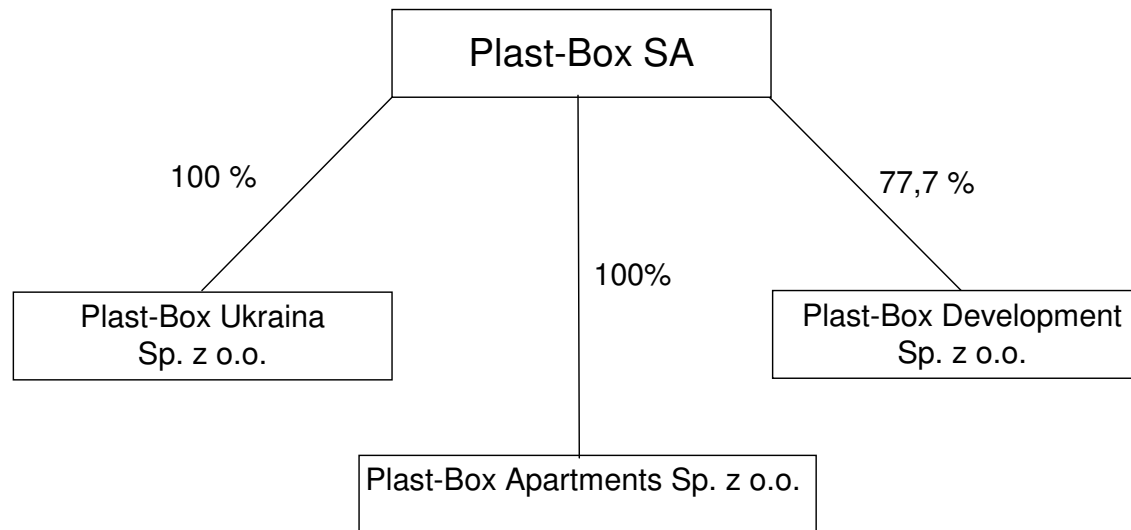 Plast-Box SA
100 %
77,7 %
100%
Plast-Box Ukraina
Sp. z o.o.
Plast-Box Development
Sp. z o.o.
Plast-Box Apartments Sp. z o.o.